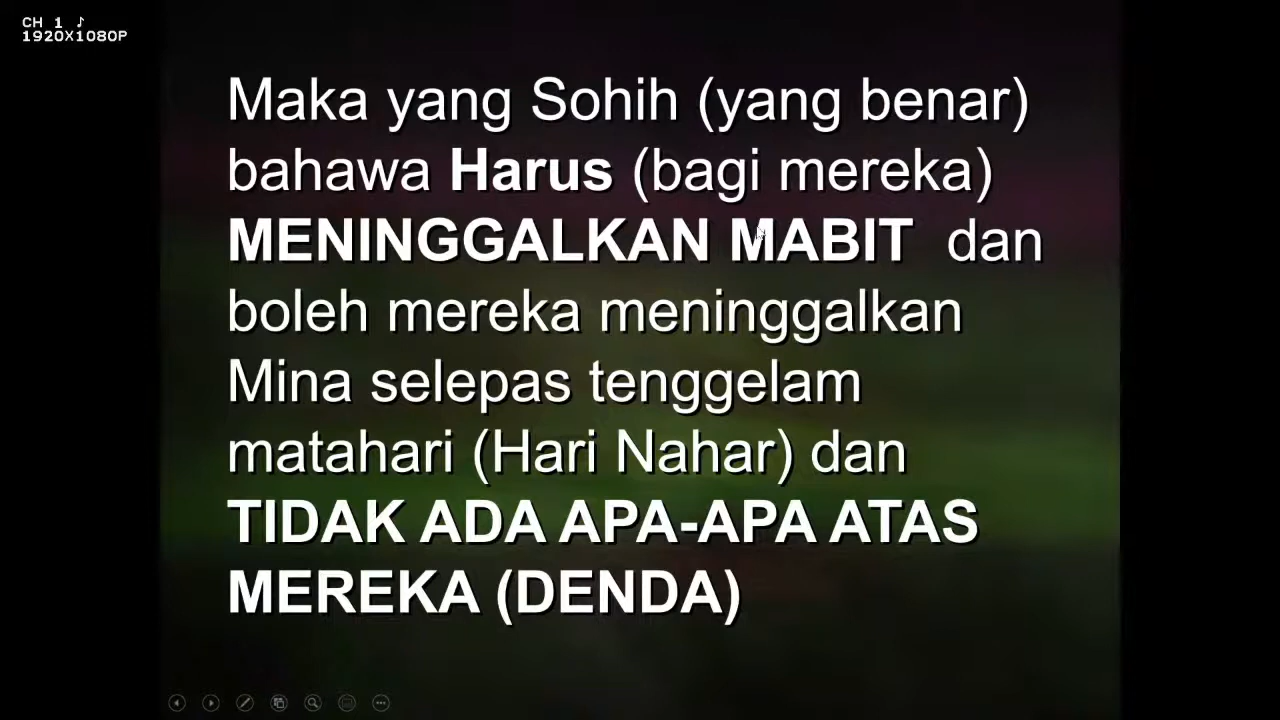 CH 1 ♪
1920X1080P
Maka yang Sohih (yang benar)
bahawa Harus (bagi mereka)
MENINGGALKAN MABIT dan
boleh mereka meninggalkan
Mina selepas tenggelam
matahari (Hari Nahar) dan
TIDAK ADA APA-APA ATAS
MEREKA (DENDA)